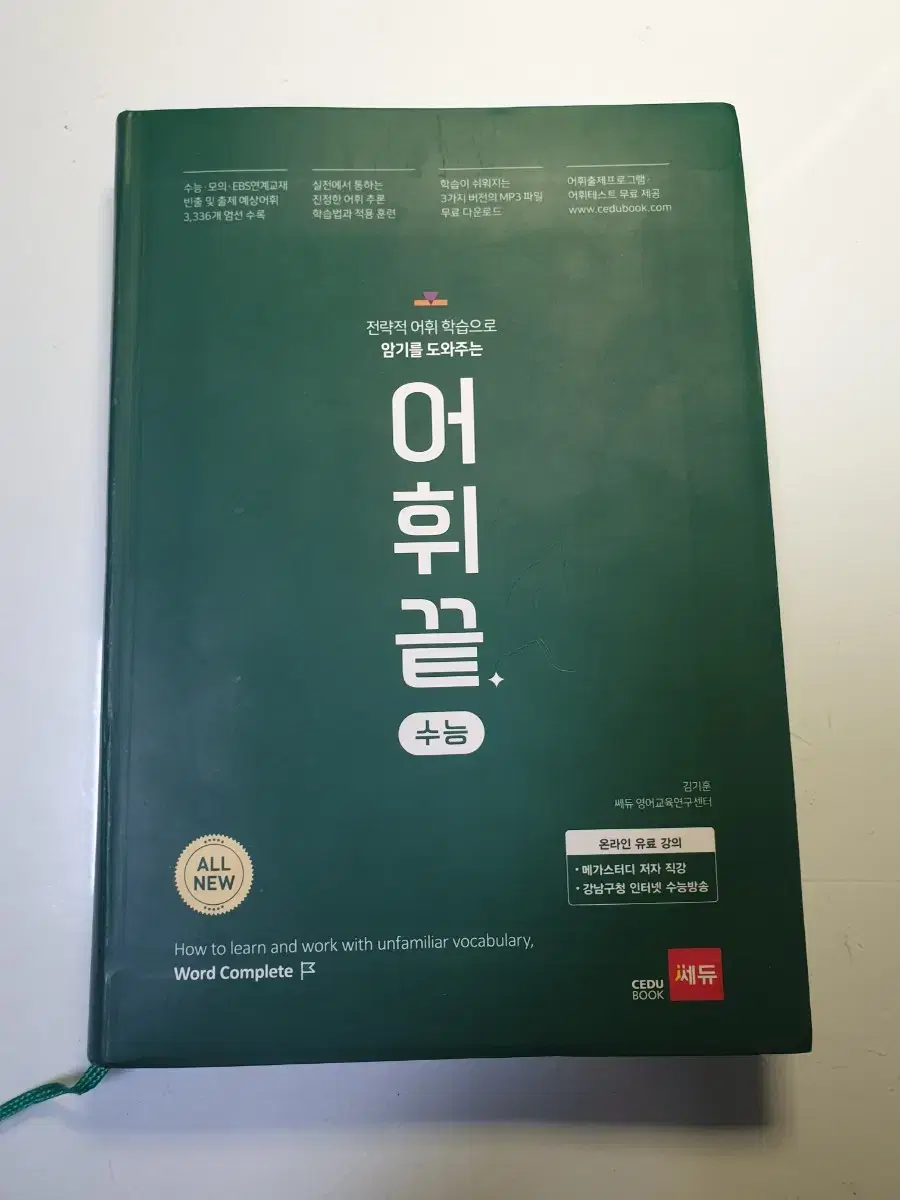 수능·모의·EBS연계교재
빈출 및 출제 예상어휘
3,336개 엄선 수록
실전에서 통하는
진정한 어휘 추론
학습법과 적용 훈련
학습이 쉬워지는
3가지 버전의 MP3 파일
무료 다운로드
어휘출제프로그램·
어휘테스트 무료 제공
www.cedubook.com
전략적 어휘 학습으로
암기를 도와주는
어
휘
끝
수능
김기훈
쎄듀 영어교육연구센터
온라인 유료 강의
· 메가스터디 저자 직강
· 강남구청 인터넷 수능방송
ALL
NEW
How to learn and work with unfamiliar vocabulary,
Word Complete
CEDU
BOOK
쎄듀